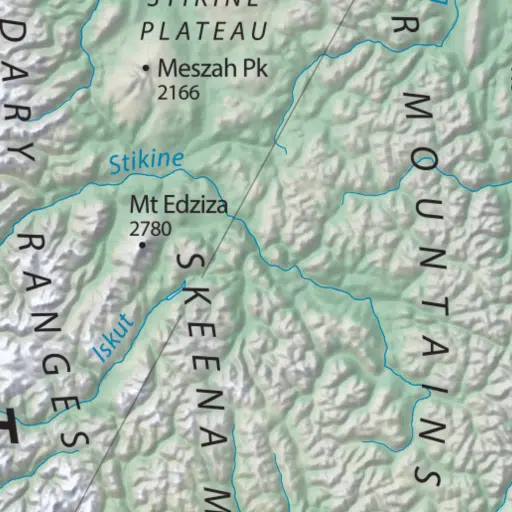 STIKINE
PLATEAU
Meszah Pk
2166
Stikine
Mt Edziza
2780
Iskut
DARY
RANGES
SKEENA M
R
MOUNTAINS
T